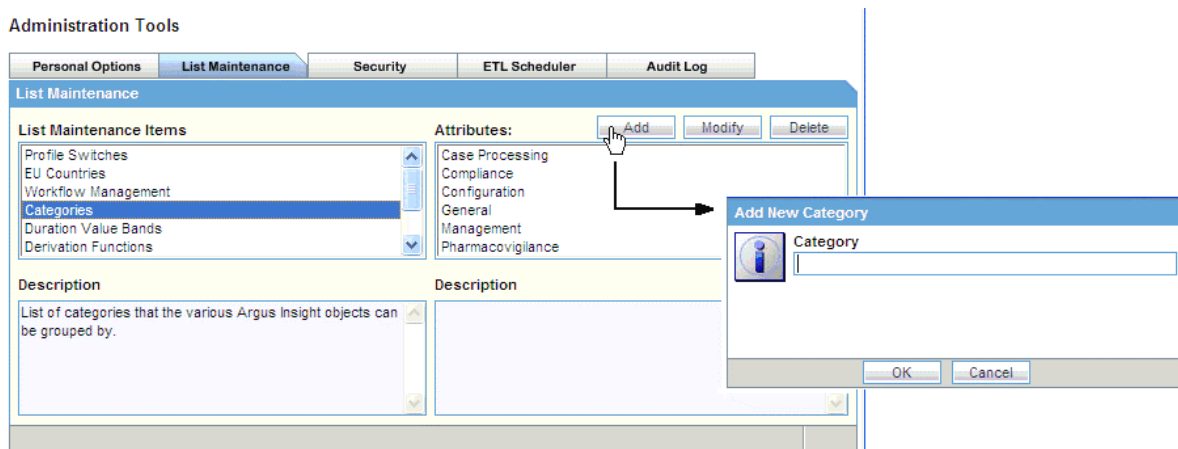 Administration Tools
Personal Options
List Maintenance
Security
ETL Scheduler
Audit Log
List Maintenance
List Maintenance Items
Profile Switches
EU Countries
Workflow Management
Categories
Duration Value Bands
Derivation Functions
Attributes:
Add
Modify
Delete
Case Processing
Compliance
Configuration
General
Management
Pharmacovigilance
Description
List of categories that the various Argus Insight objects can
be grouped by.
Description
Add New Category
Category
OK
Cancel